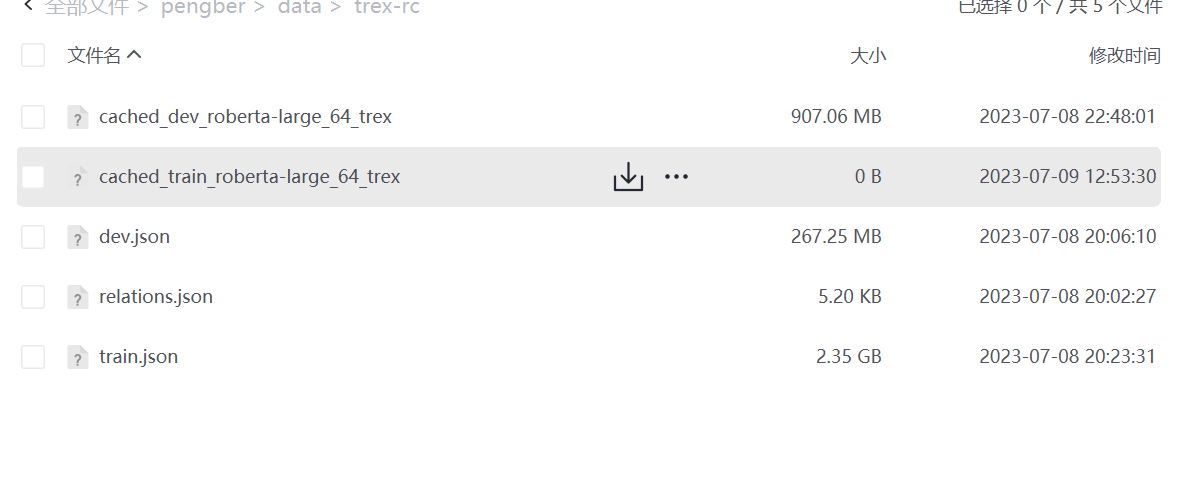 全部文件 > pengber > data > trex-rc 已选择 0 个 / 共 5 个文件
文件名 大小 修改时间
cached_dev_roberta-large_64_trex 907.06 MB 2023-07-08 22:48:01
cached_train_roberta-large_64_trex 0 B 2023-07-09 12:53:30
dev.json 267.25 MB 2023-07-08 20:06:10
relations.json 5.20 KB 2023-07-08 20:02:27
train.json 2.35 GB 2023-07-08 20:23:31